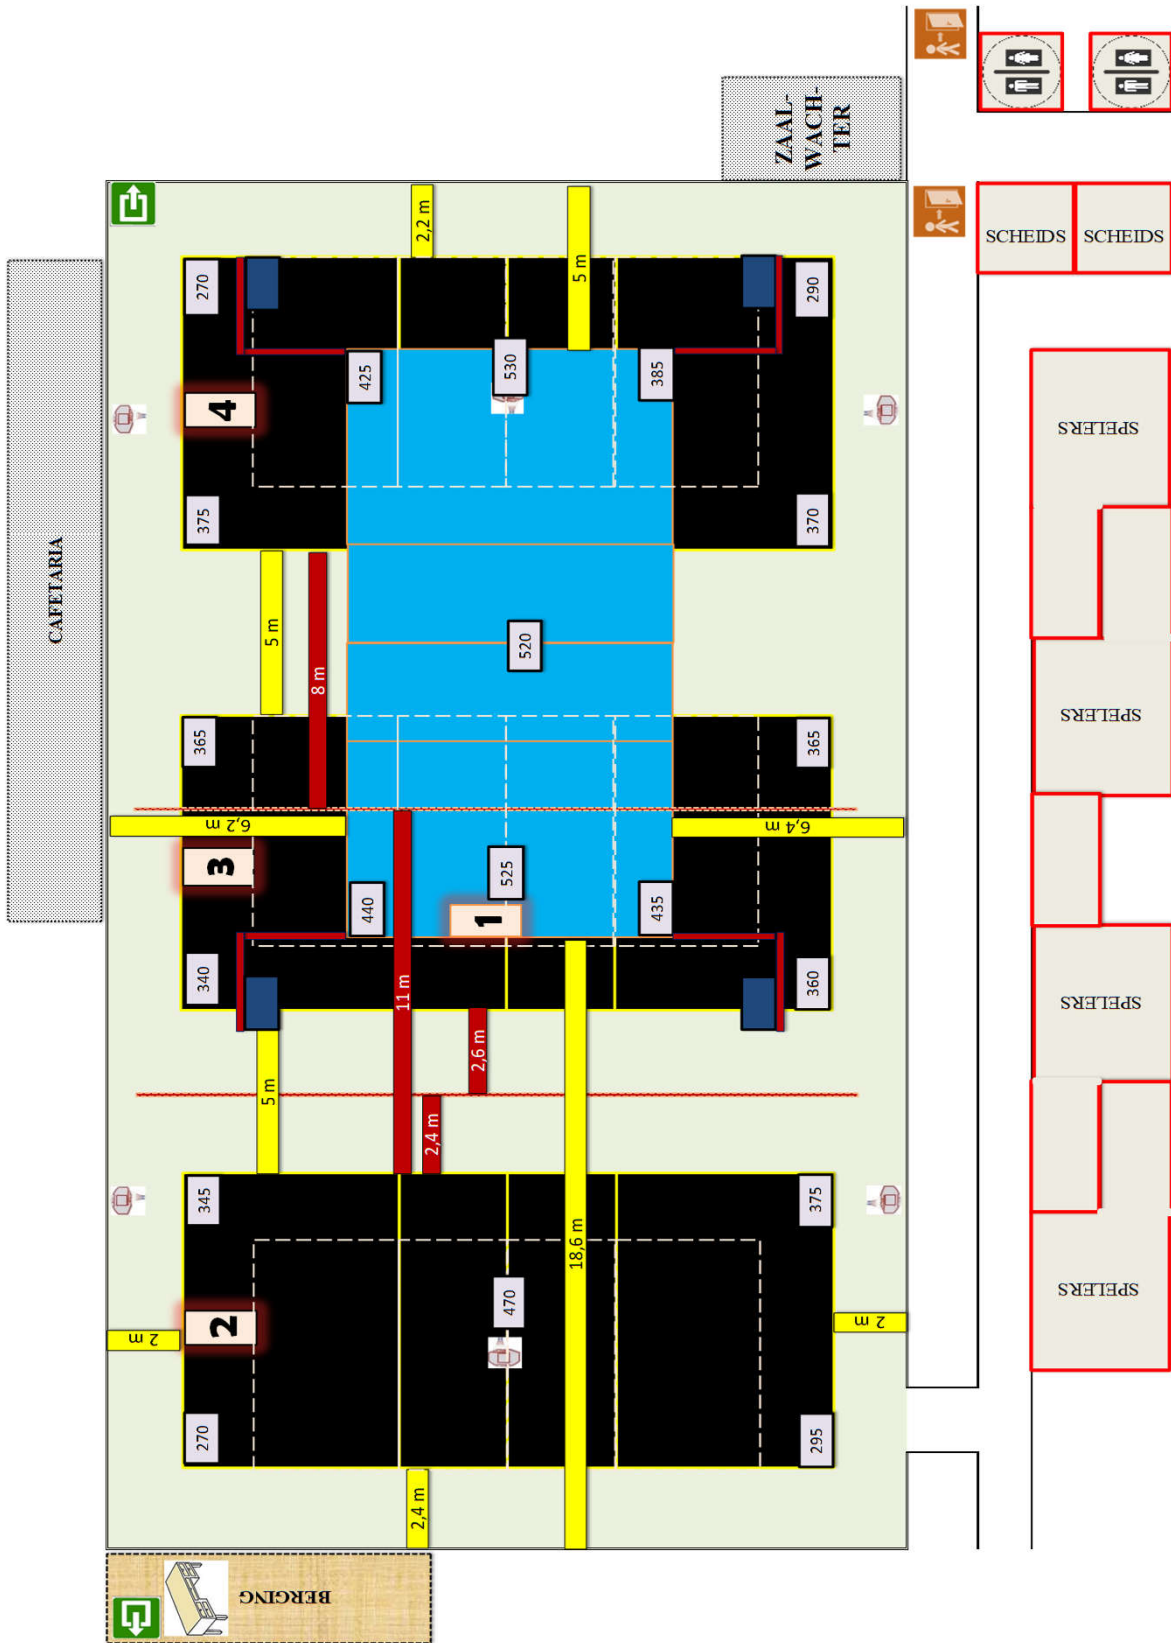 ZAAL-
WACH-
TER
CAFETARIA
2,2 m
5 m
SCHEIDS
SCHEIDS
270
290
4
425
530
385
375
370
SPELERS
5 m
8 m
520
365
365
SPELERS
6,2 m
6,4 m
3
525
440
1
435
340
360
11 m
2,6 m
SPELERS
5 m
2,4 m
345
375
18,6 m
470
2
2 m
2 m
SPELERS
270
295
2,4 m
BERGING